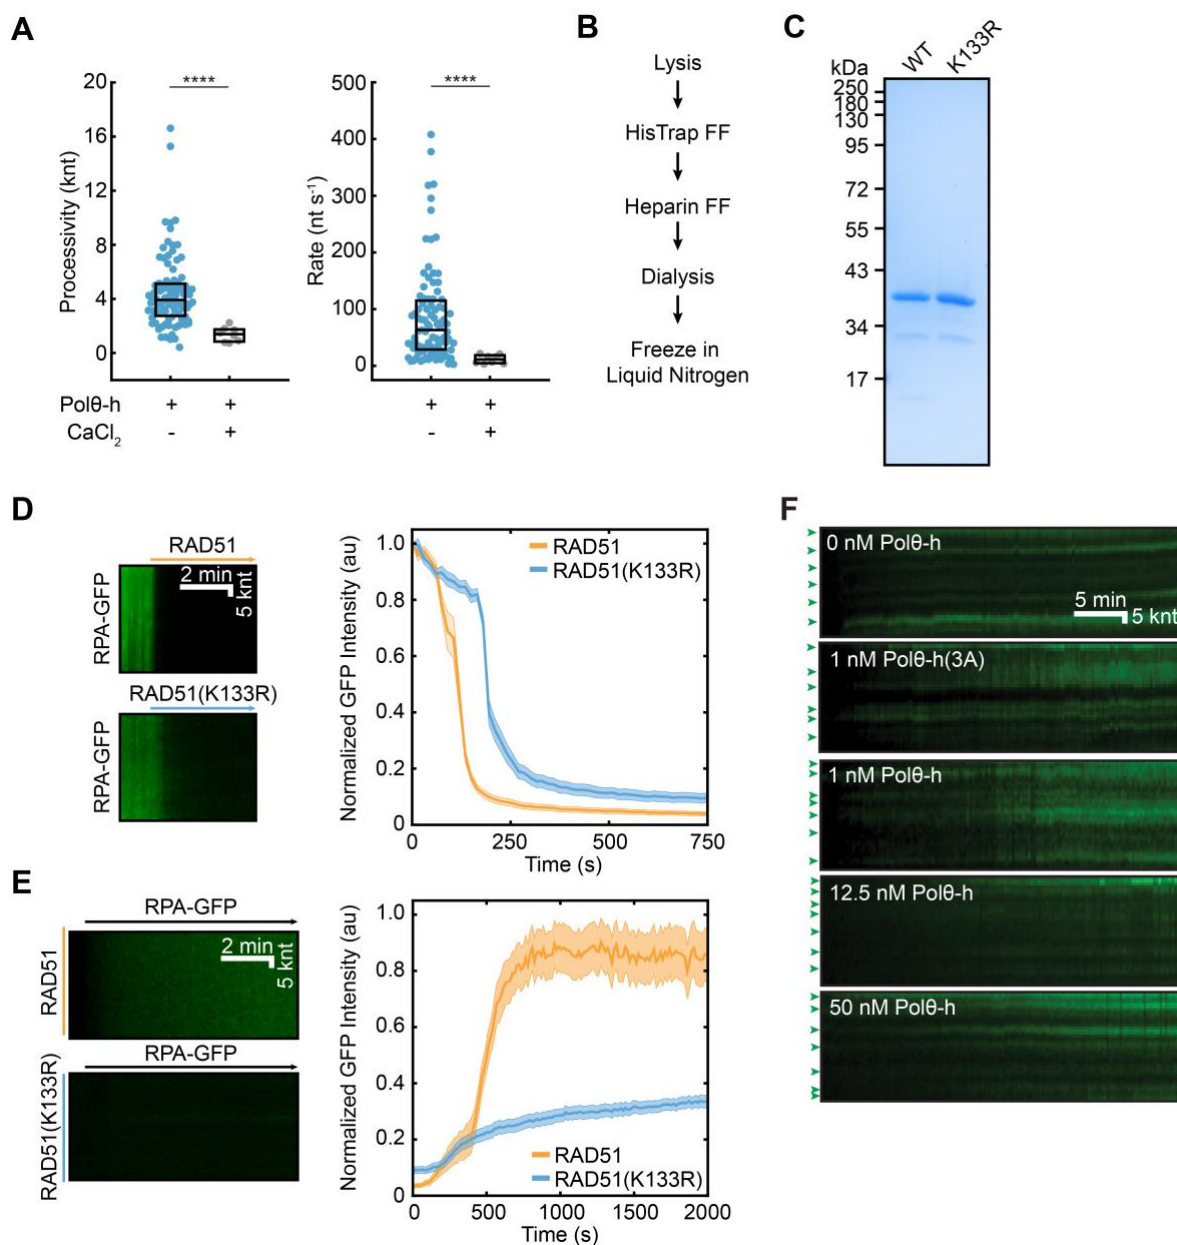 A
20
16
12
8
4
0
Processivity (knt)
****
500
400
300
200
100
0
Rate (nt s⁻¹)
****
Polθ-h + + + +
CaCl₂ - + - +
B
Lysis
HisTrap FF
Heparin FF
Dialysis
Freeze in
Liquid Nitrogen
C
WT
K133R
kDa
250
180
130
95
72
55
43
34
17
D
RAD51
RPA-GFP
2 min
5 knt
RAD51(K133R)
RPA-GFP
Normalized GFP Intensity (au)
1.0
0.8
0.6
0.4
0.2
0
RAD51
RAD51(K133R)
0 250 500 750
Time (s)
E
RPA-GFP
RAD51
2 min
5 knt
RPA-GFP
RAD51(K133R)
Normalized GFP Intensity (au)
1.0
0.8
0.6
0.4
0.2
0
RAD51
RAD51(K133R)
0 500 1000 1500 2000
Time (s)
F
0 nM Polθ-h
5 min
5 knt
1 nM Polθ-h(3A)
1 nM Polθ-h
12.5 nM Polθ-h
50 nM Polθ-h